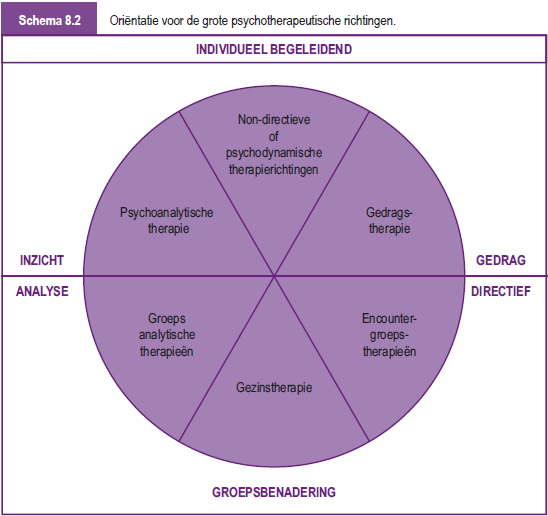 Schema 8.2
Oriëntatie voor de grote psychotherapeutische richtingen.
INDIVIDUEEL BEGELEIDEND
Non-directieve
of
psychodynamische
therapierichtingen
Psychoanalytische
therapie
Gedrags-
therapie
INZICHT
GEDRAG
ANALYSE
DIRECTIEF
Groeps
analytische
therapieën
Encounter-
groeps-
therapieën
Gezinstherapie
GROEPSBENADERING